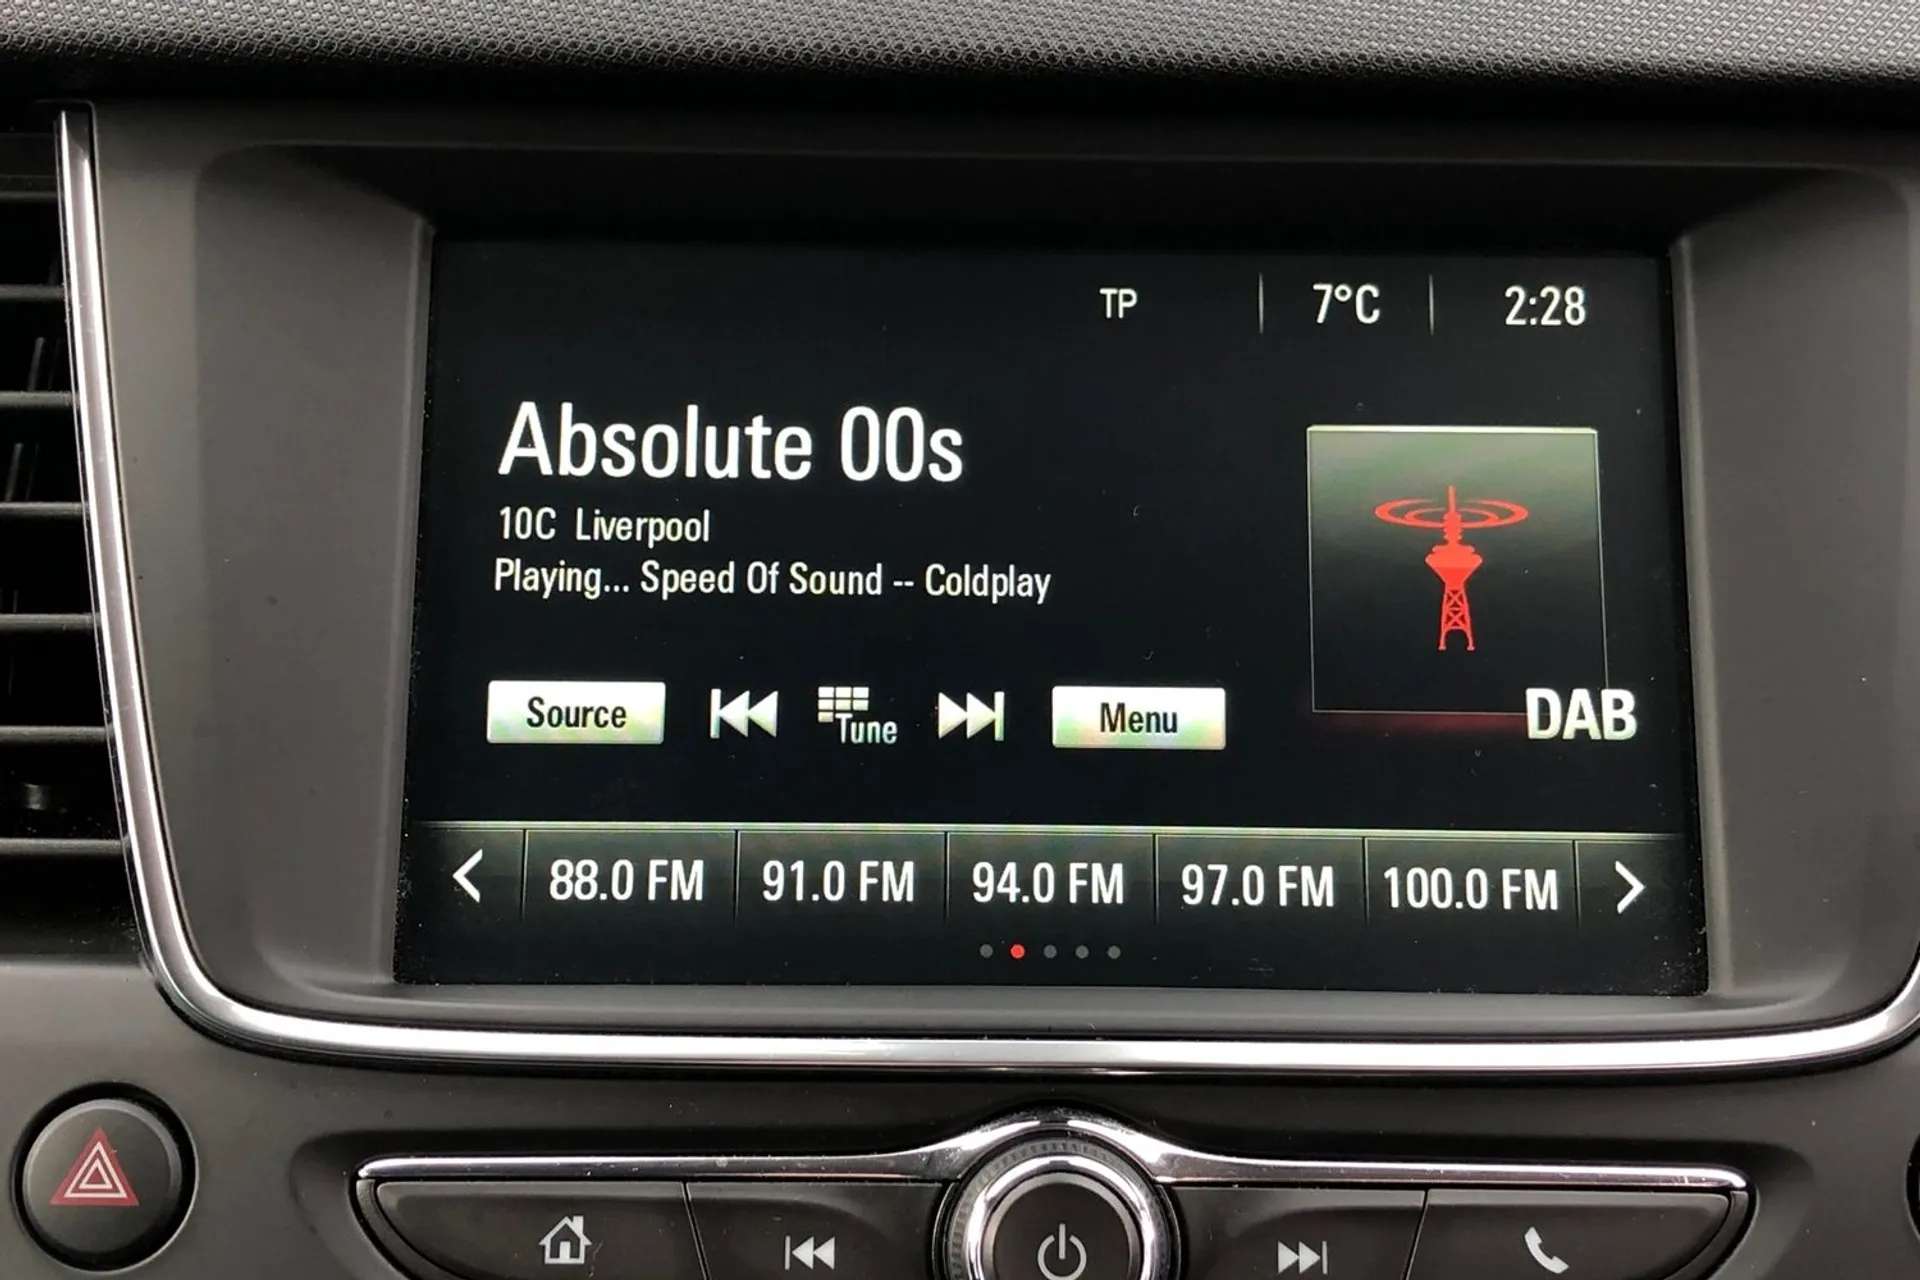 TP 7°C 2:28
Absolute 00s
10C Liverpool
Playing... Speed Of Sound -- Coldplay
Source Tune Menu
DAB
88.0 FM 91.0 FM 94.0 FM 97.0 FM 100.0 FM